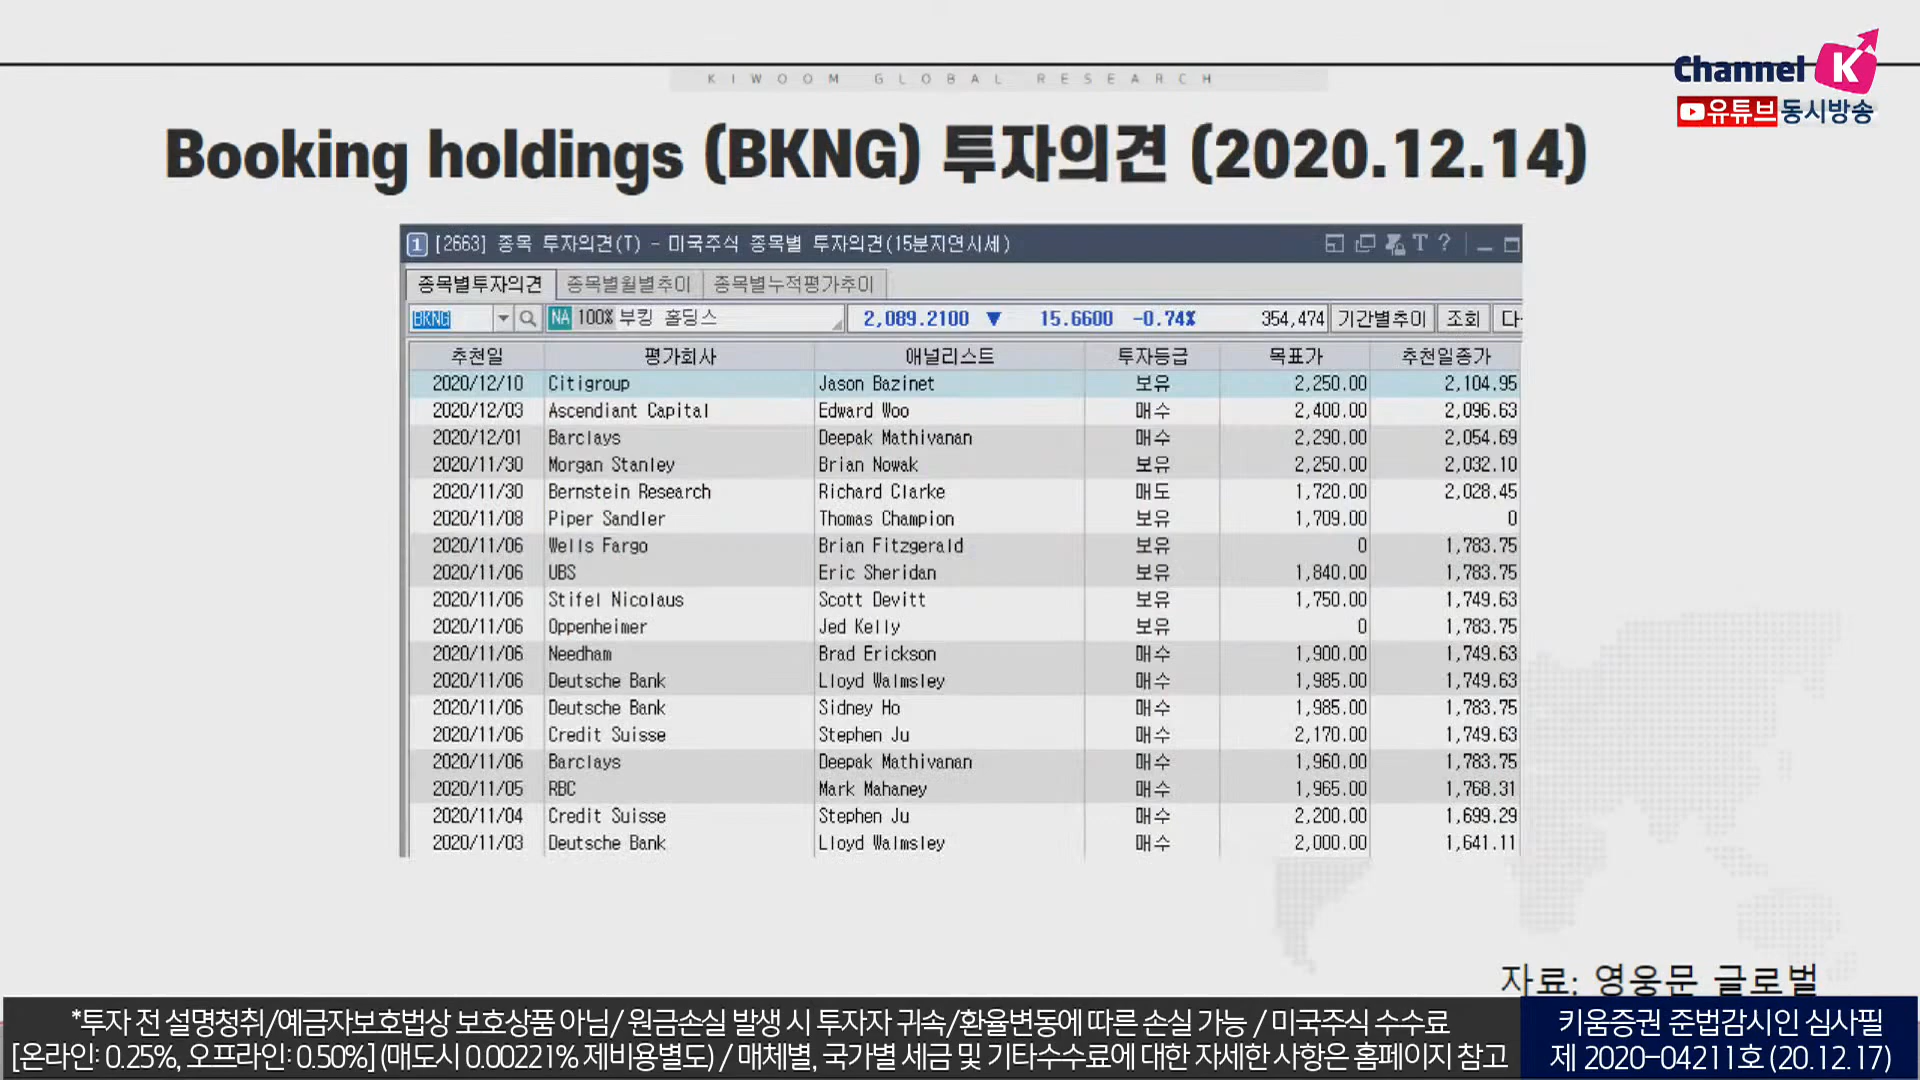 KIWOOM GLOBAL RESEARCH
Channel K
유튜브동시방송
Booking holdings (BKNG) 투자의견 (2020.12.14)
1 [2663] 종목 투자의견(T) - 미국주식 종목별 투자의견(15분지연시세)
종목별투자의견 종목별월별추이 종목별누적평가추이
BKNG NA 100% 부킹 홀딩스 2,089.2100 ▼ 15.6600 -0.74% 354,474 기간별추이 조회
추천일 평가회사 애널리스트 투자등급 목표가 추천일종가
2020/12/10 Citigroup Jason Bazinet 보유 2,250.00 2,104.95
2020/12/03 Ascendiant Capital Edward Woo 매수 2,400.00 2,096.63
2020/12/01 Barclays Deepak Mathivanan 매수 2,290.00 2,054.69
2020/11/30 Morgan Stanley Brian Nowak 보유 2,250.00 2,032.10
2020/11/30 Bernstein Research Richard Clarke 매도 1,720.00 2,028.45
2020/11/08 Piper Sandler Thomas Champion 보유 1,709.00 0
2020/11/06 Wells Fargo Brian Fitzgerald 보유 0 1,783.75
2020/11/06 UBS Eric Sheridan 보유 1,840.00 1,783.75
2020/11/06 Stifel Nicolaus Scott Devitt 보유 1,750.00 1,749.63
2020/11/06 Oppenheimer Jed Kelly 보유 0 1,783.75
2020/11/06 Needham Brad Erickson 매수 1,900.00 1,749.63
2020/11/06 Deutsche Bank Lloyd Walmsley 매수 1,985.00 1,749.63
2020/11/06 Deutsche Bank Sidney Ho 매수 1,985.00 1,783.75
2020/11/06 Credit Suisse Stephen Ju 매수 2,170.00 1,749.63
2020/11/06 Barclays Deepak Mathivanan 매수 1,960.00 1,783.75
2020/11/05 RBC Mark Mahaney 매수 1,965.00 1,768.31
2020/11/04 Credit Suisse Stephen Ju 매수 2,200.00 1,699.29
2020/11/03 Deutsche Bank Lloyd Walmsley 매수 2,000.00 1,641.11
자료: 영웅문 글로벌
*투자 전 설명청취/예금자보호법상 보호상품 아님/ 원금손실 발생 시 투자자 귀속/환율변동에 따른 손실 가능 / 미국주식 수수료
[온라인: 0.25%, 오프라인: 0.50%] (매도시 0.00221% 제비용별도) / 매체별, 국가별 세금 및 기타수수료에 대한 자세한 사항은 홈페이지 참고
키움증권 준법감시인 심사필
제 2020-04211호 (20.12.17)